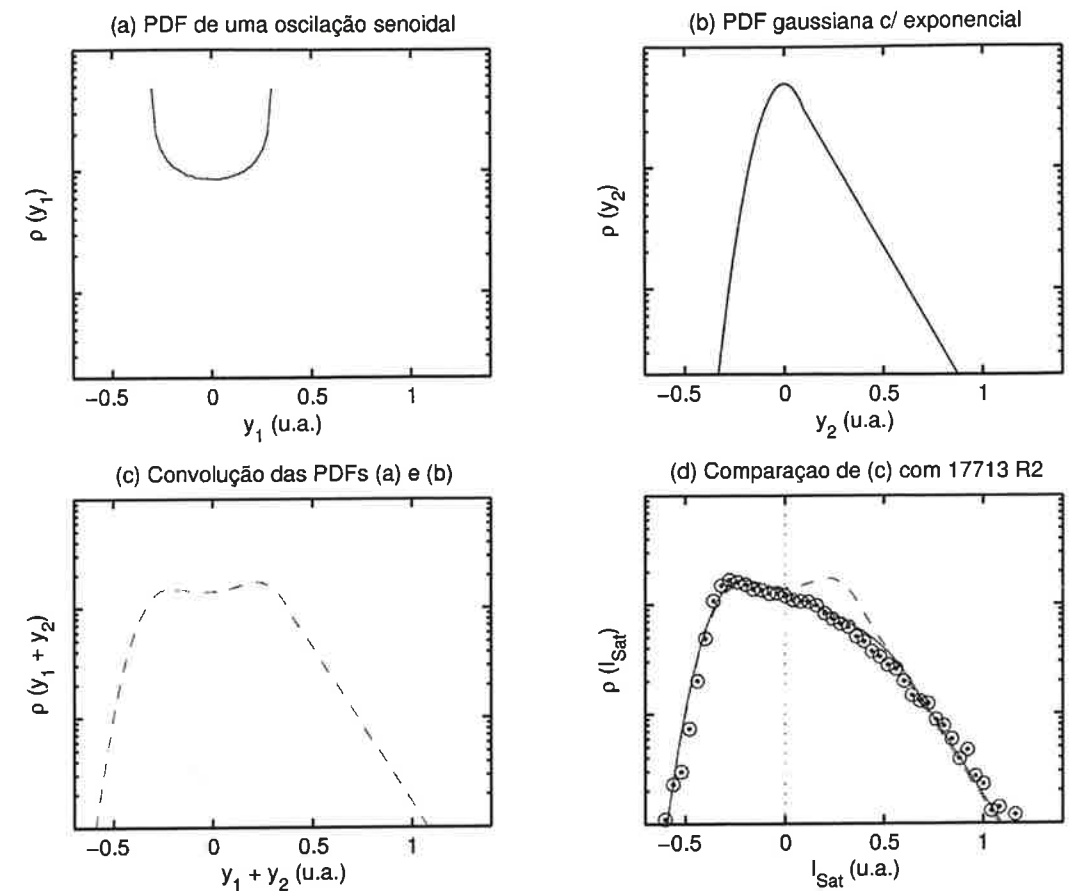 (a) PDF de uma oscilação senoidal
ρ (y1)
−0.5 0 0.5 1
y1 (u.a.)
(b) PDF gaussiana c/ exponencial
ρ (y2)
−0.5 0 0.5 1
y2 (u.a.)
(c) Convolução das PDFs (a) e (b)
ρ (y1 + y2)
−0.5 0 0.5 1
y1 + y2 (u.a.)
(d) Comparaçao de (c) com 17713 R2
ρ (ISat)
−0.5 0 0.5 1
ISat (u.a.)